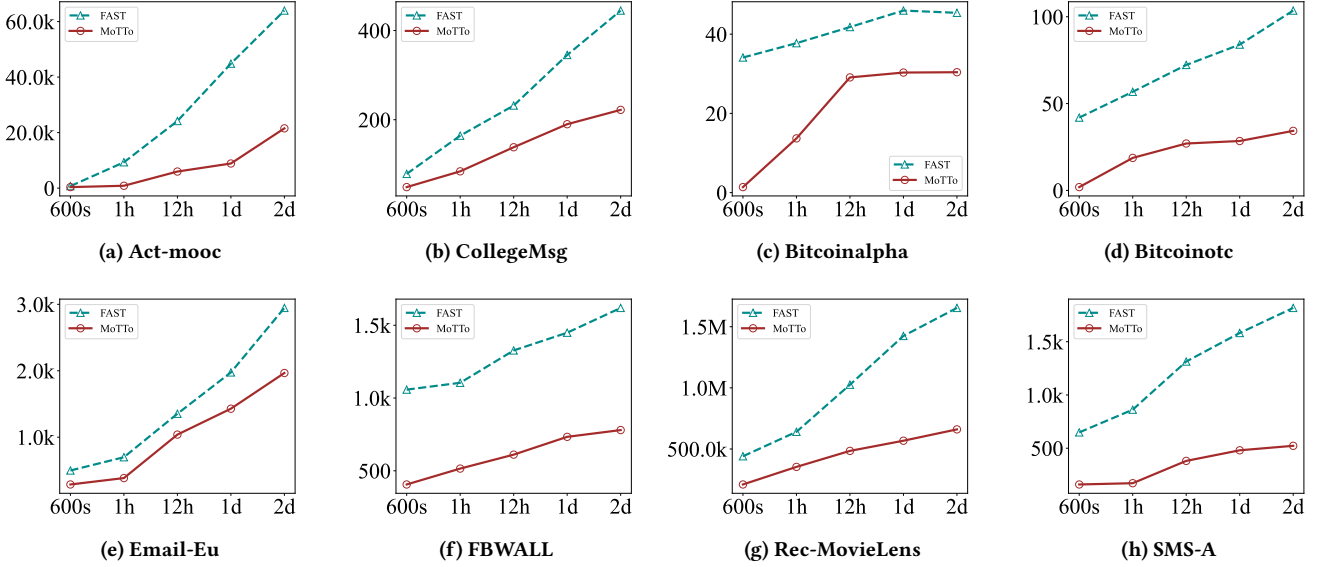 60.0k
40.0k
20.0k
0
FAST
MoTTo
600s 1h 12h 1d 2d
(a) Act-mooc
400
200
FAST
MoTTo
600s 1h 12h 1d 2d
(b) CollegeMsg
40
20
0
FAST
MoTTo
600s 1h 12h 1d 2d
(c) Bitcoinalpha
100
50
0
FAST
MoTTo
600s 1h 12h 1d 2d
(d) Bitcoinotc
3.0k
2.0k
1.0k
FAST
MoTTo
600s 1h 12h 1d 2d
(e) Email-Eu
1.5k
1.0k
500
FAST
MoTTo
600s 1h 12h 1d 2d
(f) FBWALL
1.5M
1.0M
500.0k
FAST
MoTTo
600s 1h 12h 1d 2d
(g) Rec-MovieLens
1.5k
1.0k
500
FAST
MoTTo
600s 1h 12h 1d 2d
(h) SMS-A